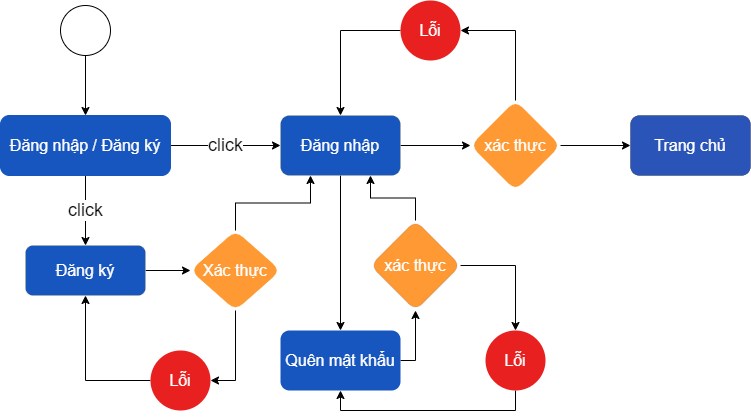 Lỗi
Đăng nhập / Đăng ký
click
Đăng nhập
xác thực
Trang chủ
click
Đăng ký
Xác thực
xác thực
Lỗi
Quên mật khẩu
Lỗi